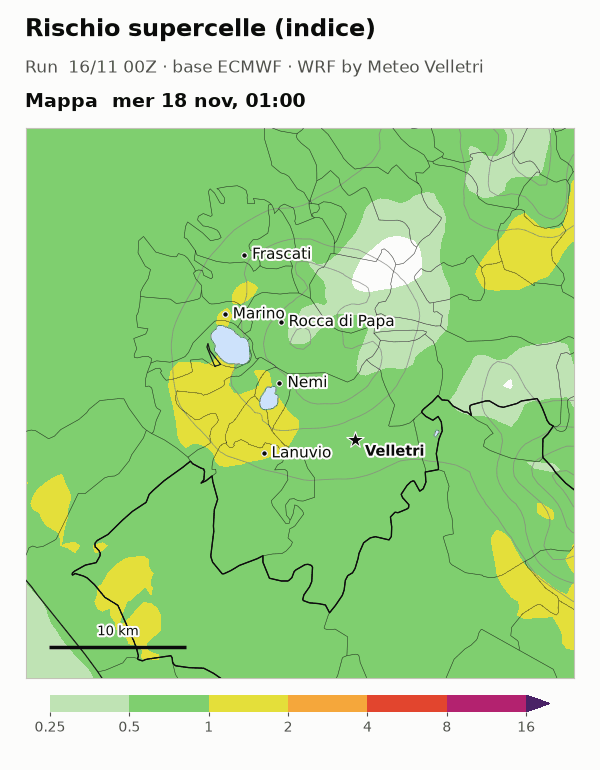 Rischio supercelle (indice)
Run  16/11 00Z · base ECMWF · WRF by Meteo Velletri
Mappa  mer 18 nov, 01:00
Frascati
Marino
Rocca di Papa
Nemi
Velletri
Lanuvio
10 km
0.25 0.5 1 2 4 8 16